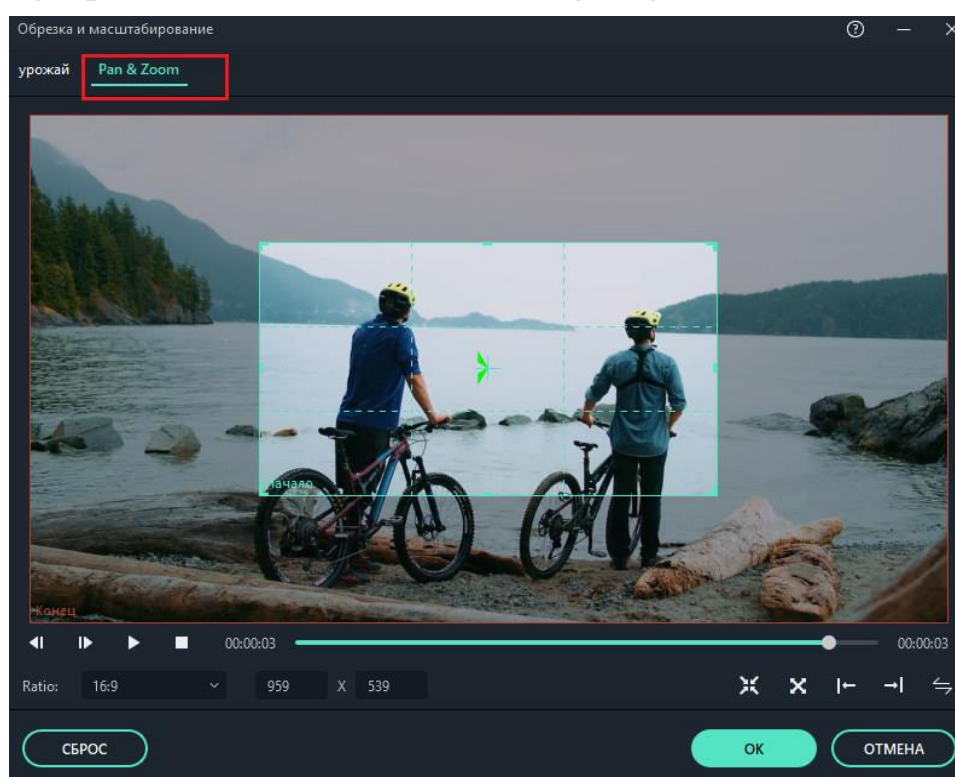 Обрезка и масштабирование
урожай Pan & Zoom
Начало
Конец
00:00:03 00:00:03
Ratio: 16:9 959 X 539
СБРОС ОК ОТМЕНА